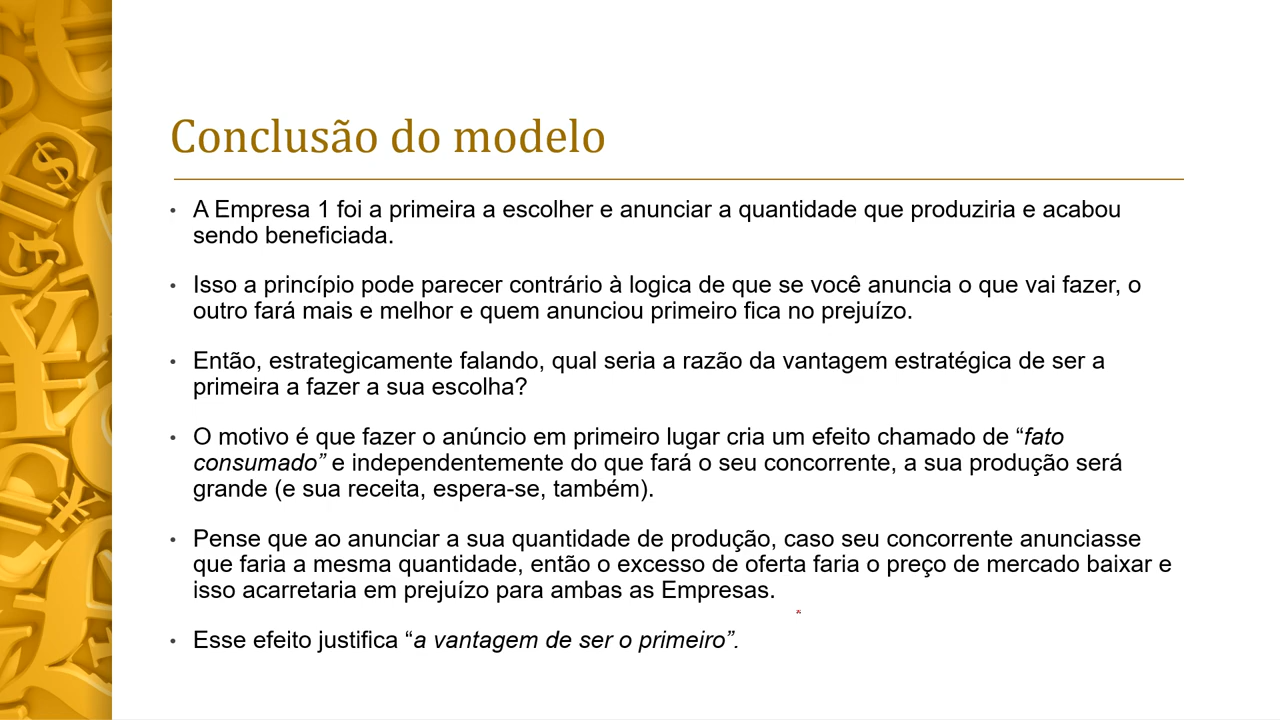 Conclusão do modelo
• A Empresa 1 foi a primeira a escolher e anunciar a quantidade que produziria e acabou
sendo beneficiada.
• Isso a princípio pode parecer contrário à logica de que se você anuncia o que vai fazer, o
outro fará mais e melhor e quem anunciou primeiro fica no prejuízo.
• Então, estrategicamente falando, qual seria a razão da vantagem estratégica de ser a
primeira a fazer a sua escolha?
• O motivo é que fazer o anúncio em primeiro lugar cria um efeito chamado de “fato
consumado” e independentemente do que fará o seu concorrente, a sua produção será
grande (e sua receita, espera-se, também).
• Pense que ao anunciar a sua quantidade de produção, caso seu concorrente anunciasse
que faria a mesma quantidade, então o excesso de oferta faria o preço de mercado baixar e
isso acarretaria em prejuízo para ambas as Empresas.
• Esse efeito justifica “a vantagem de ser o primeiro”.